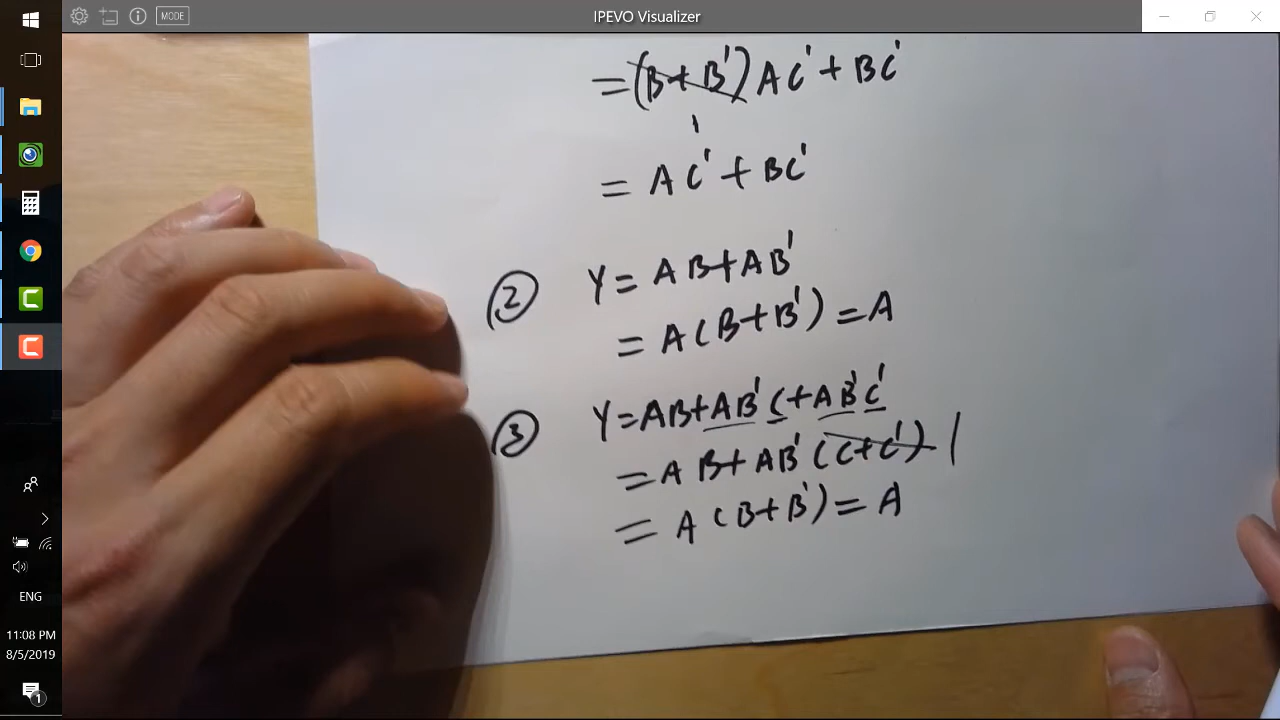 MODE
IPEVO Visualizer
= (B+B')AC' + BC'
1
= AC' + BC'
② Y = AB+AB'
= A(B+B') = A
③ Y=AB+AB'C+AB'C'
= AB+AB'(C+C') 1
= A(B+B') = A
ENG
11:08 PM
8/5/2019
1